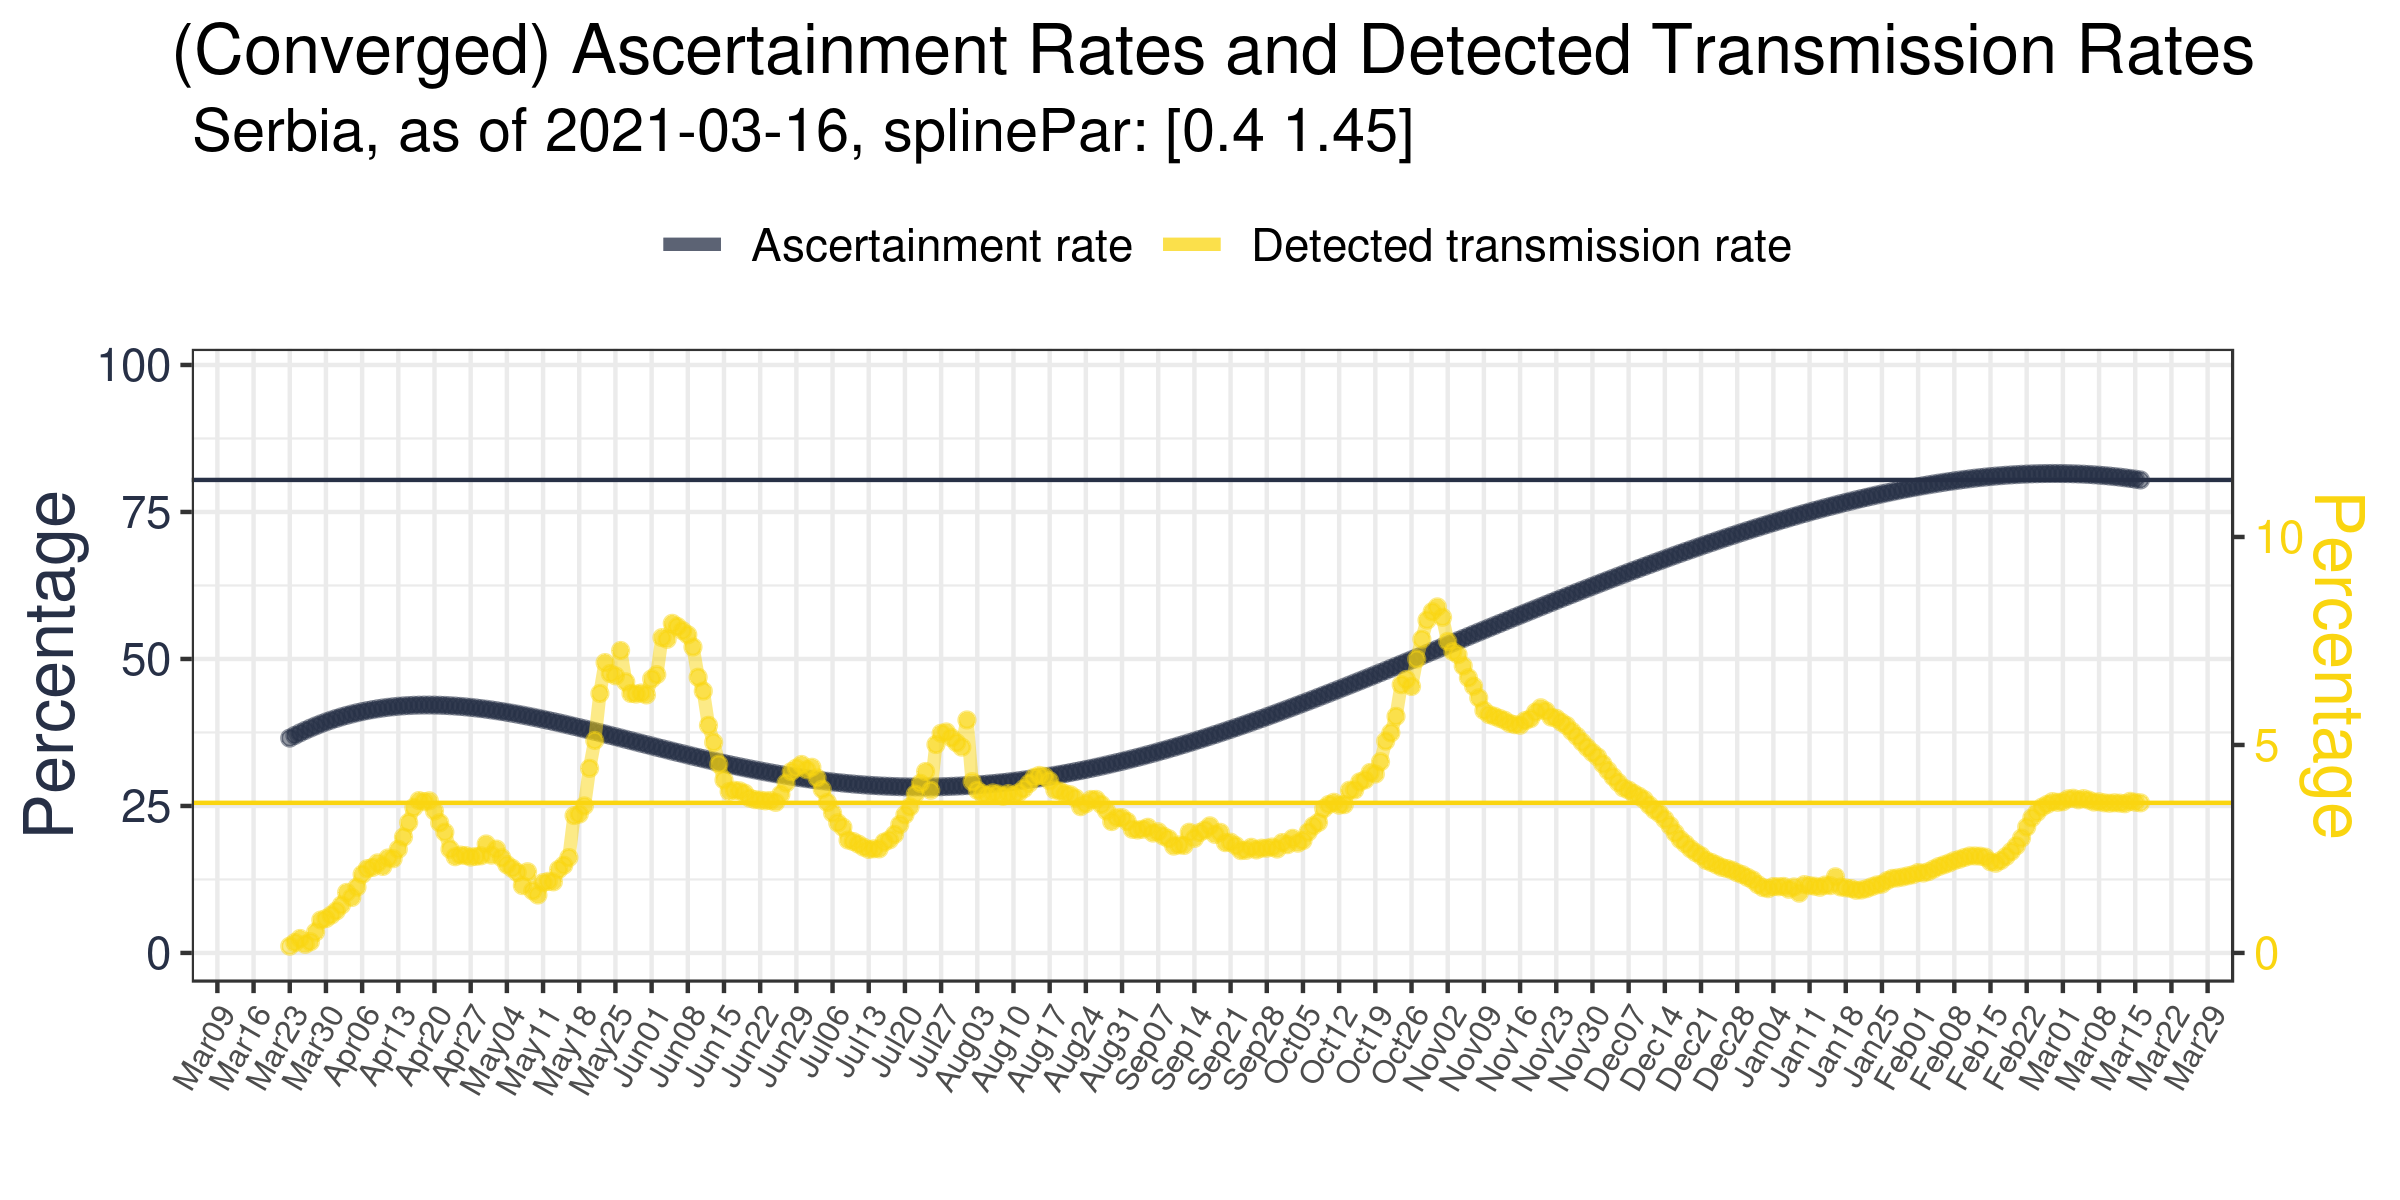 (Converged) Ascertainment Rates and Detected Transmission Rates
Serbia, as of 2021-03-16, splinePar: [0.4 1.45]
Ascertainment rate Detected transmission rate
Percentage
100
75
50
25
0
10
5
0
Percentage
Mar09 Mar16 Mar23 Mar30 Apr06 Apr13 Apr20 Apr27 May04 May11 May18 May25 Jun01 Jun08 Jun15 Jun22 Jun29 Jul06 Jul13 Jul20 Jul27 Aug03 Aug10 Aug17 Aug24 Aug31 Sep07 Sep14 Sep21 Sep28 Oct05 Oct12 Oct19 Oct26 Nov02 Nov09 Nov16 Nov23 Nov30 Dec07 Dec14 Dec21 Dec28 Jan04 Jan11 Jan18 Jan25 Feb01 Feb08 Feb15 Feb22 Mar01 Mar08 Mar15 Mar22 Mar29